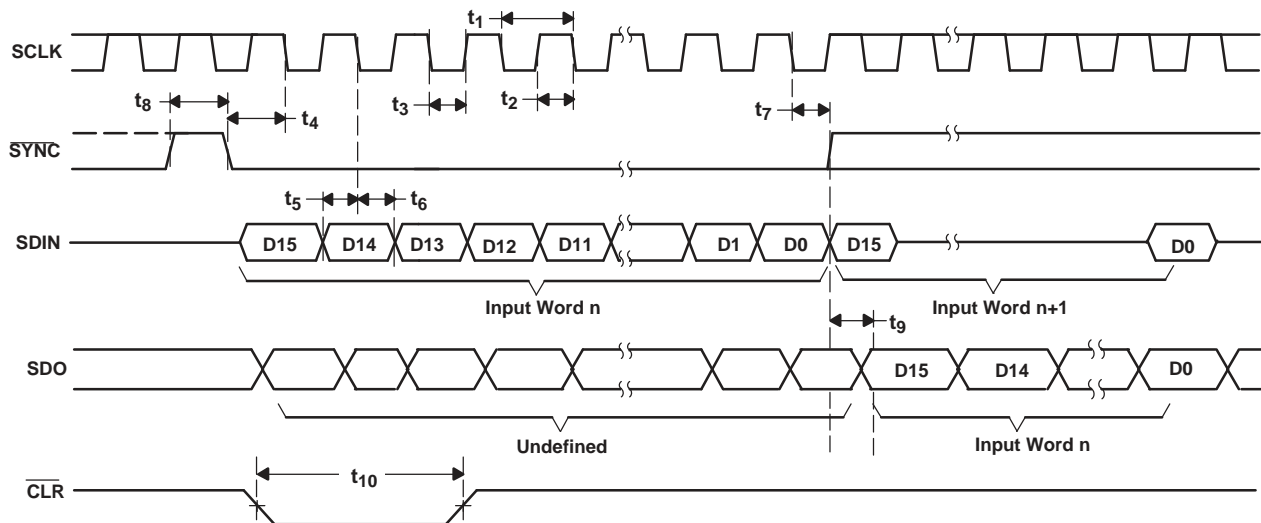 t1
SCLK
t8
t4
t3
t2
t7
SYNC
t5
t6
SDIN
D15
D14
D13
D12
D11
D1
D0
D15
D0
Input Word n
Input Word n+1
t9
SDO
D15
D14
D0
Undefined
Input Word n
t10
CLR